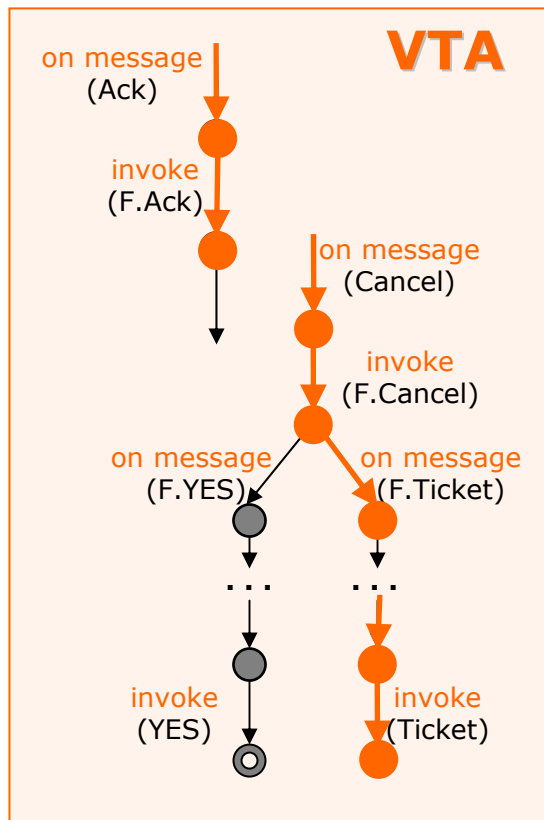 VTA
on message
(Ack)
invoke
(F.Ack)
on message
(Cancel)
invoke
(F.Cancel)
on message
(F.YES)
on message
(F.Ticket)
. . .
. . .
invoke
(YES)
invoke
(Ticket)